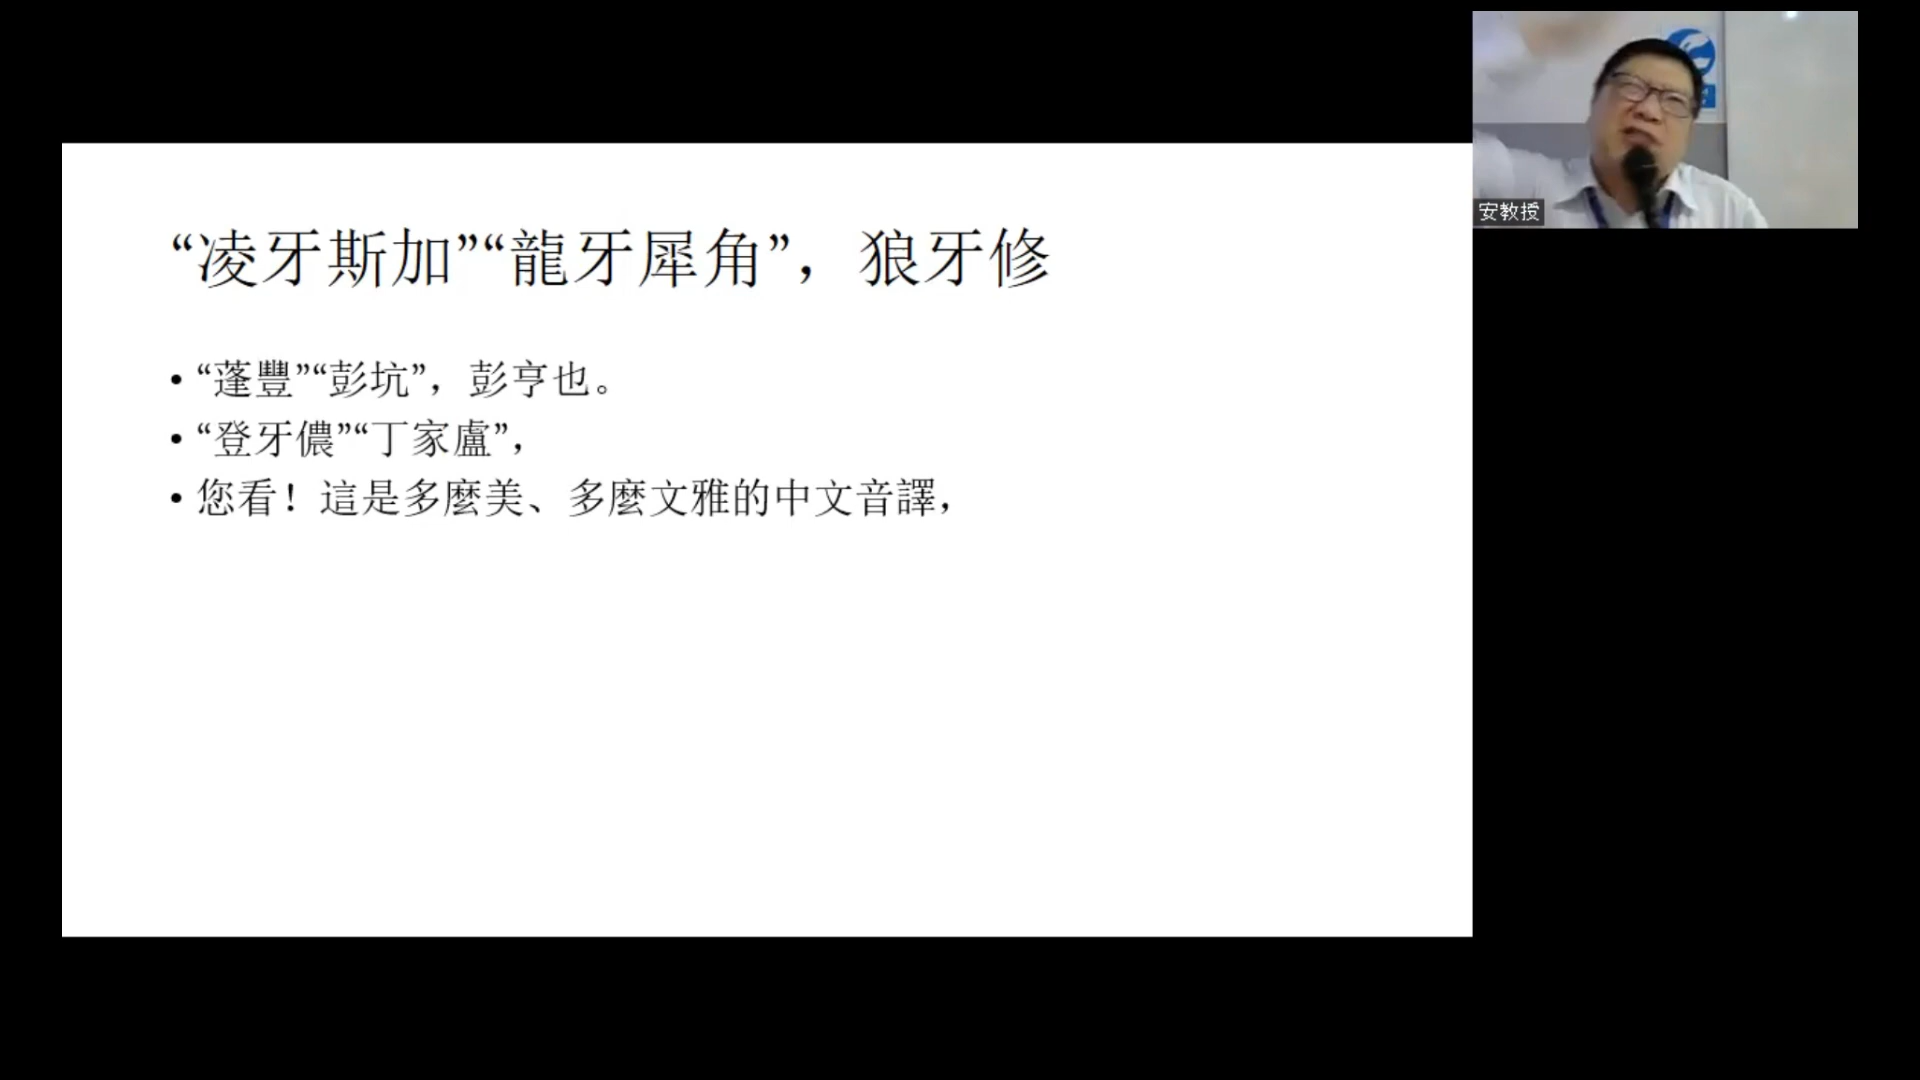 “凌牙斯加”“龍牙犀角”，狼牙修
• “蓬豐”“彭坑”，彭亨也。
• “登牙儂”“丁家盧”，
• 您看！這是多麼美、多麼文雅的中文音譯，
安教授